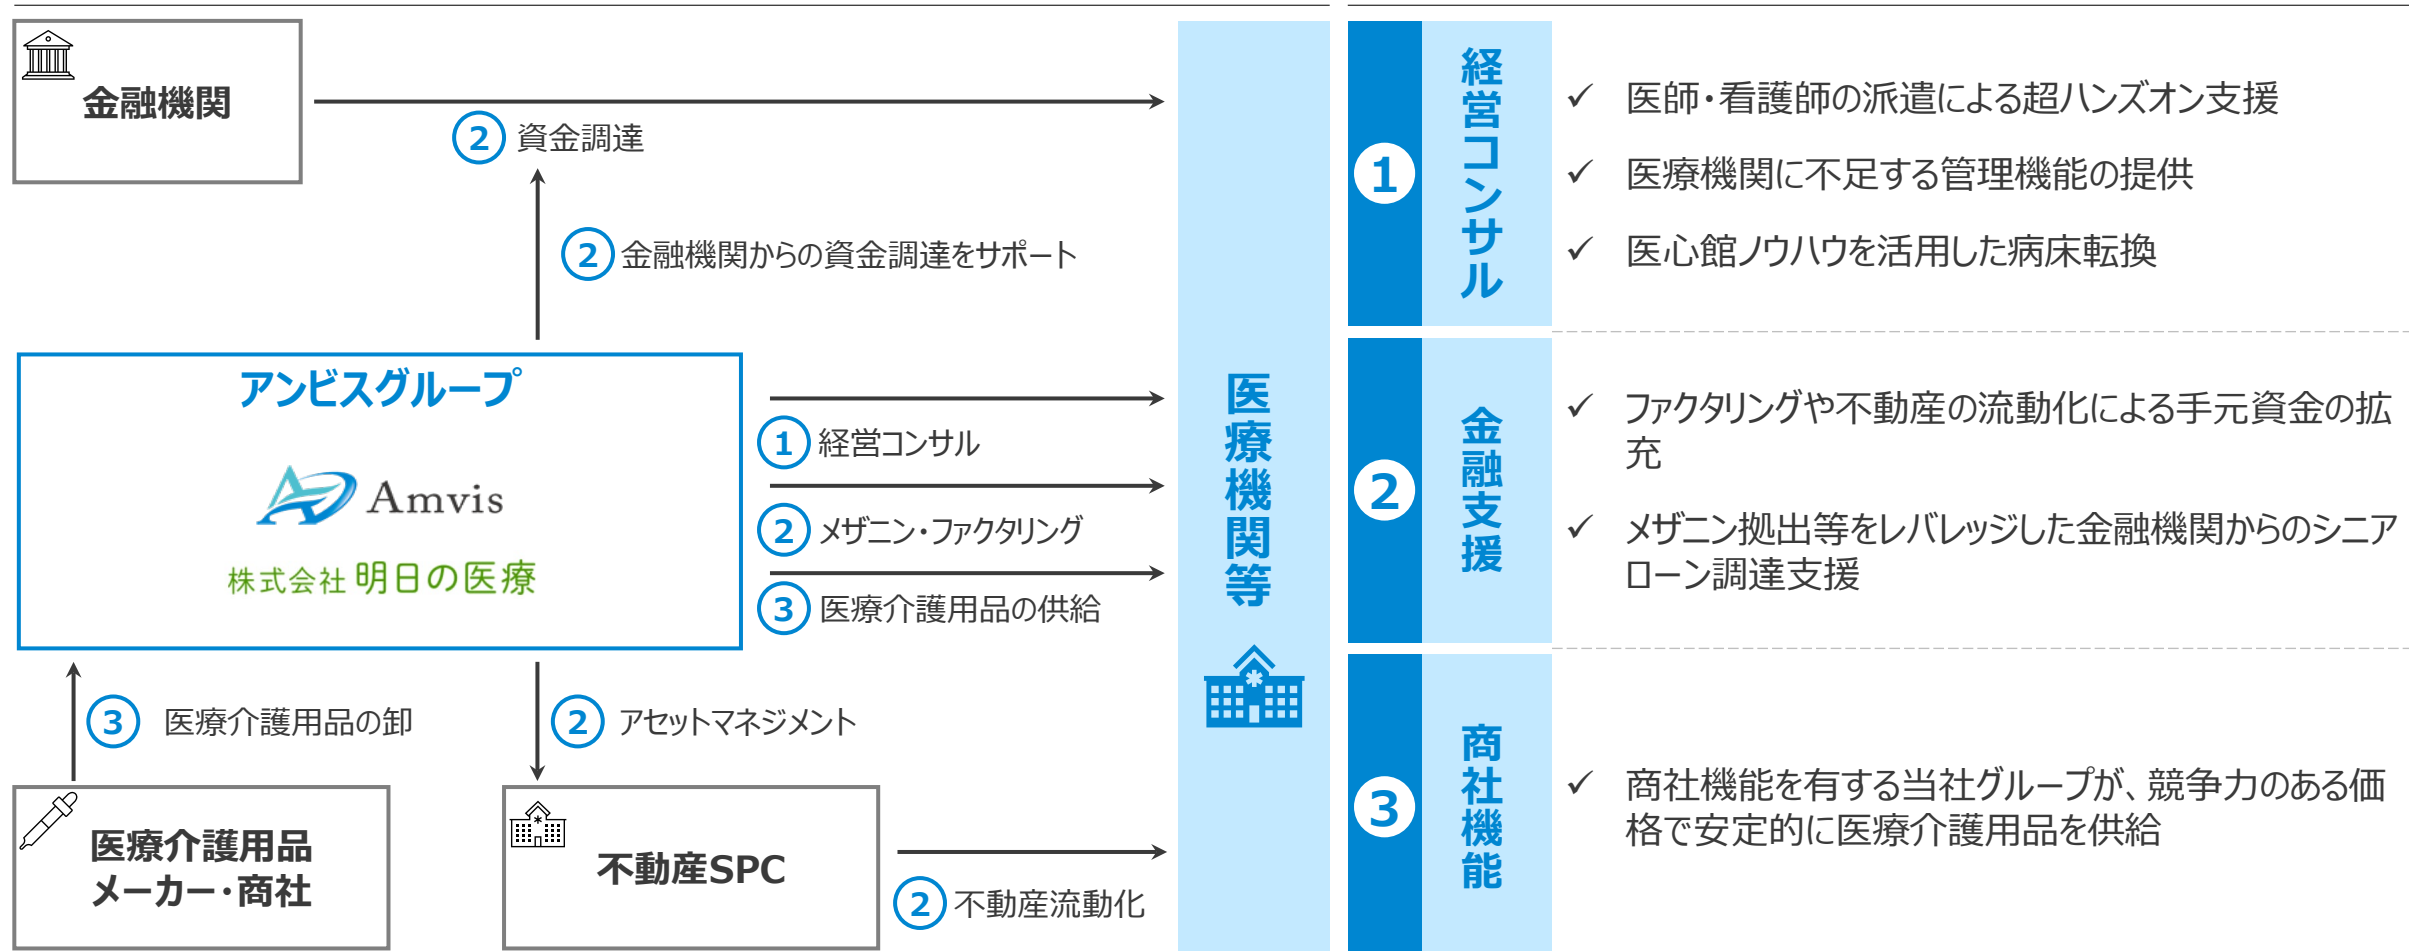 金融機関
② 資金調達
② 金融機関からの資金調達をサポート
アンビスグループ
Amvis
株式会社 明日の医療
① 経営コンサル
② メザニン・ファクタリング
③ 医療介護用品の供給
③ 医療介護用品の卸
② アセットマネジメント
医療介護用品
メーカー・商社
不動産SPC
② 不動産流動化
医療機関等
1
経営コンサル
✓ 医師・看護師の派遣による超ハンズオン支援
✓ 医療機関に不足する管理機能の提供
✓ 医心館ノウハウを活用した病床転換
2
金融支援
✓ ファクタリングや不動産の流動化による手元資金の拡
充
✓ メザニン拠出等をレバレッジした金融機関からのシニア
ローン調達支援
3
商社機能
✓ 商社機能を有する当社グループが、競争力のある価
格で安定的に医療介護用品を供給